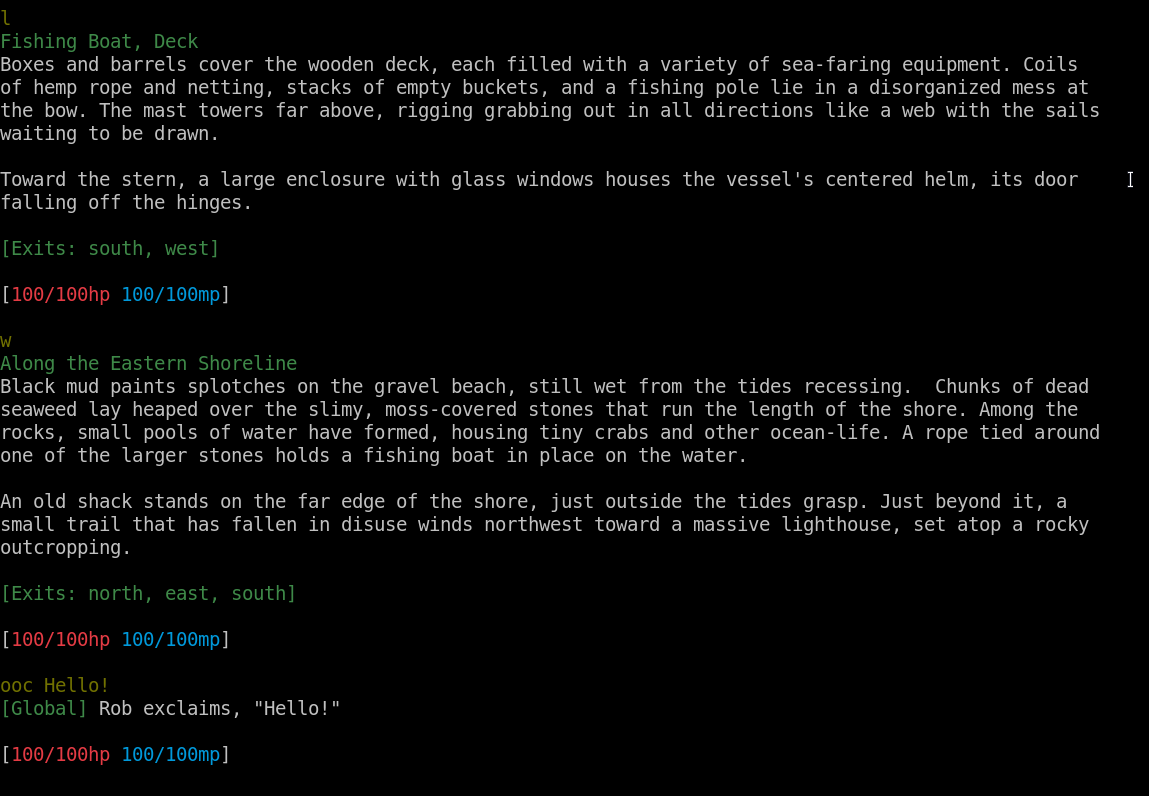 l
Fishing Boat, Deck
Boxes and barrels cover the wooden deck, each filled with a variety of sea-faring equipment. Coils
of hemp rope and netting, stacks of empty buckets, and a fishing pole lie in a disorganized mess at
the bow. The mast towers far above, rigging grabbing out in all directions like a web with the sails
waiting to be drawn.
Toward the stern, a large enclosure with glass windows houses the vessel's centered helm, its door
falling off the hinges.
[Exits: south, west]
[100/100hp 100/100mp]
w
Along the Eastern Shoreline
Black mud paints splotches on the gravel beach, still wet from the tides recessing.  Chunks of dead
seaweed lay heaped over the slimy, moss-covered stones that run the length of the shore. Among the
rocks, small pools of water have formed, housing tiny crabs and other ocean-life. A rope tied around
one of the larger stones holds a fishing boat in place on the water.
An old shack stands on the far edge of the shore, just outside the tides grasp. Just beyond it, a
small trail that has fallen in disuse winds northwest toward a massive lighthouse, set atop a rocky
outcropping.
[Exits: north, east, south]
[100/100hp 100/100mp]
ooc Hello!
[Global] Rob exclaims, "Hello!"
[100/100hp 100/100mp]